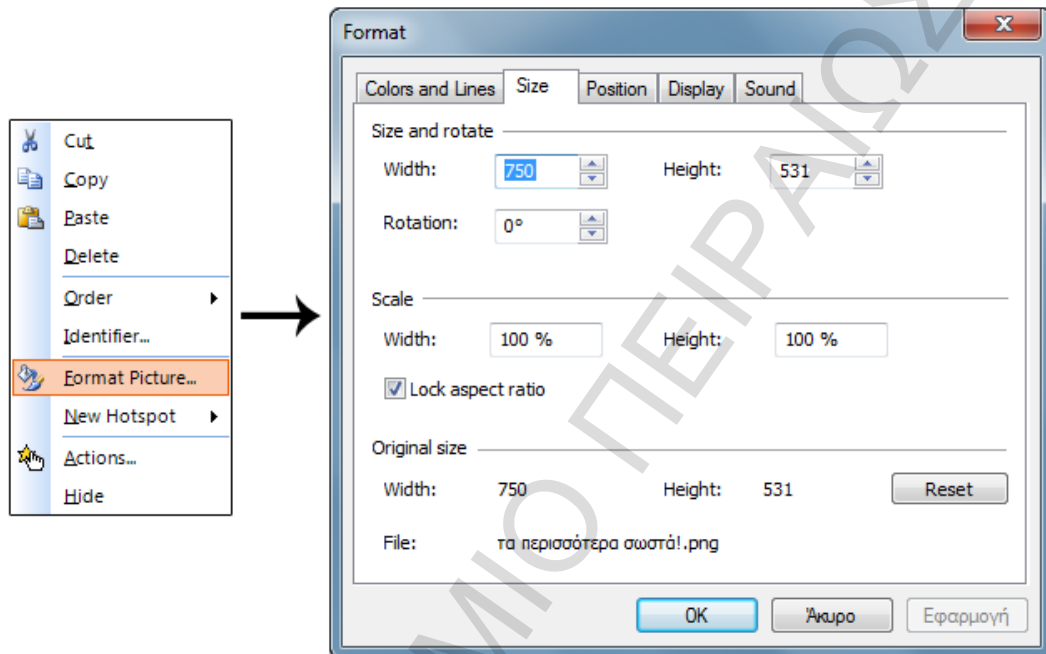 Cut
Copy
Paste
Delete
Order
Identifier...
Format Picture...
New Hotspot
Actions...
Hide
Format
Colors and Lines Size Position Display Sound
Size and rotate
Width: 750 Height: 531
Rotation: 0°
Scale
Width: 100 % Height: 100 %
Lock aspect ratio
Original size
Width: 750 Height: 531 Reset
File: τα περισσότερα σωστά!.png
OK Άκυρο Εφαρμογή
ΜΙΟ ΠΕΙΡΑΙΩΣ